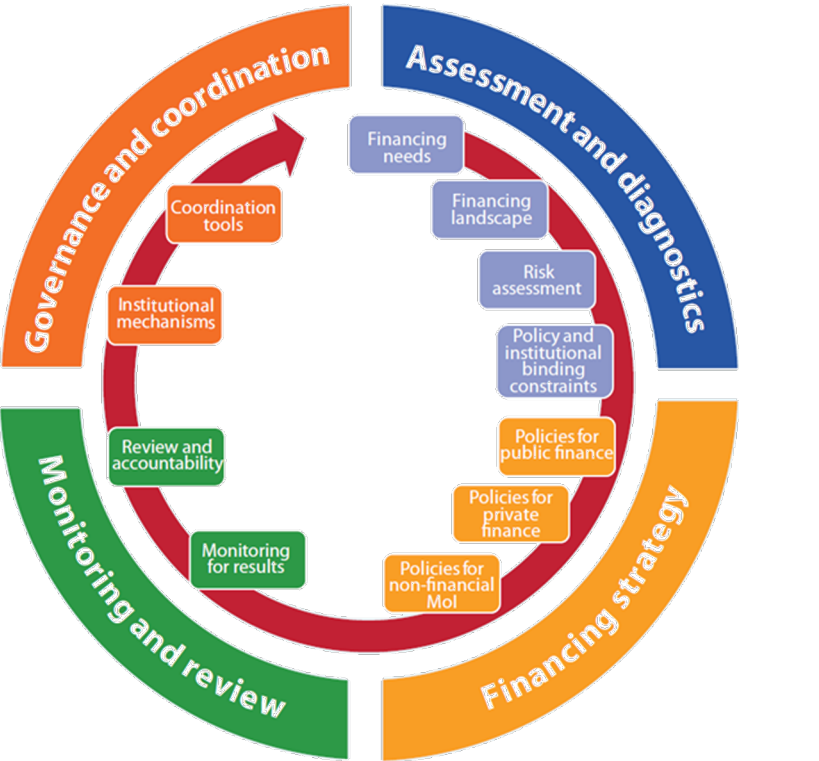 Assessment and diagnostics
Financing
needs
Financing
landscape
Risk
assessment
Policy and
institutional
binding
constraints
Financing strategy
Policies for
public finance
Policies for
private
finance
Policies for
non-financial
MoI
Monitoring and review
Monitoring
for results
Review and
accountability
Governance and coordination
Institutional
mechanisms
Coordination
tools